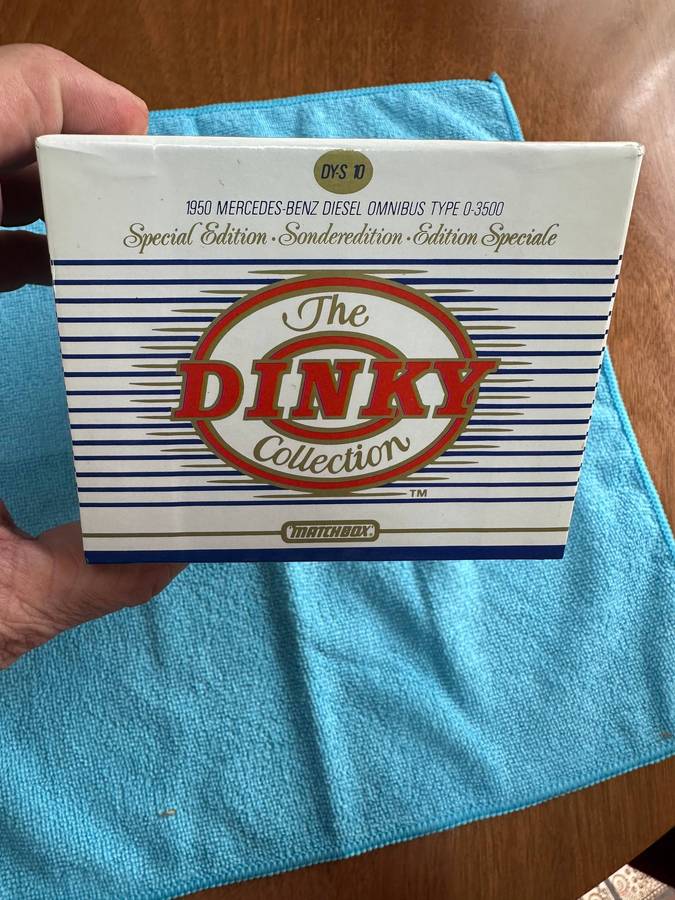 DY-S 10
1950 MERCEDES-BENZ DIESEL OMNIBUS TYPE 0-3500
Special Edition · Sonderedition · Edition Speciale
The
DINKY
Collection
TM
"MATCHBOX"